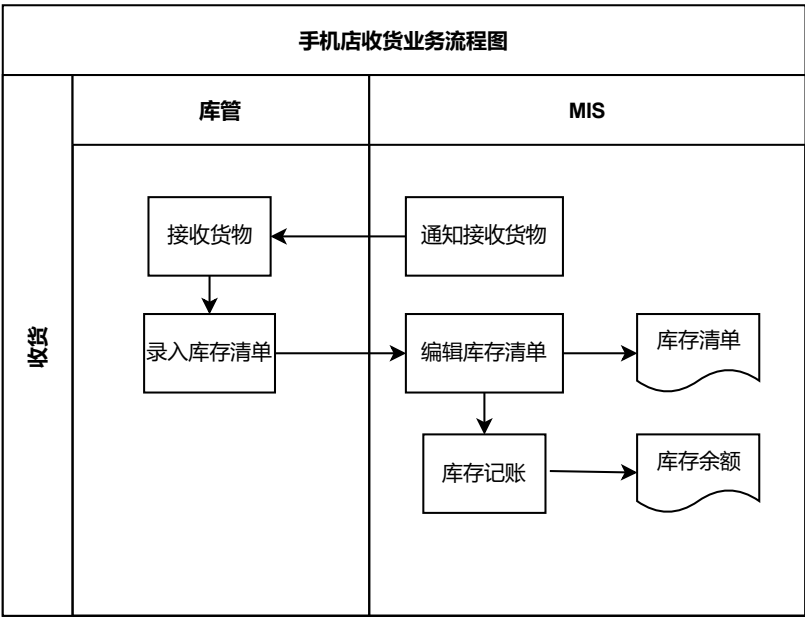 手机店收货业务流程图
库管
MIS
收货
接收货物
通知接收货物
录入库存清单
编辑库存清单
库存清单
库存记账
库存余额